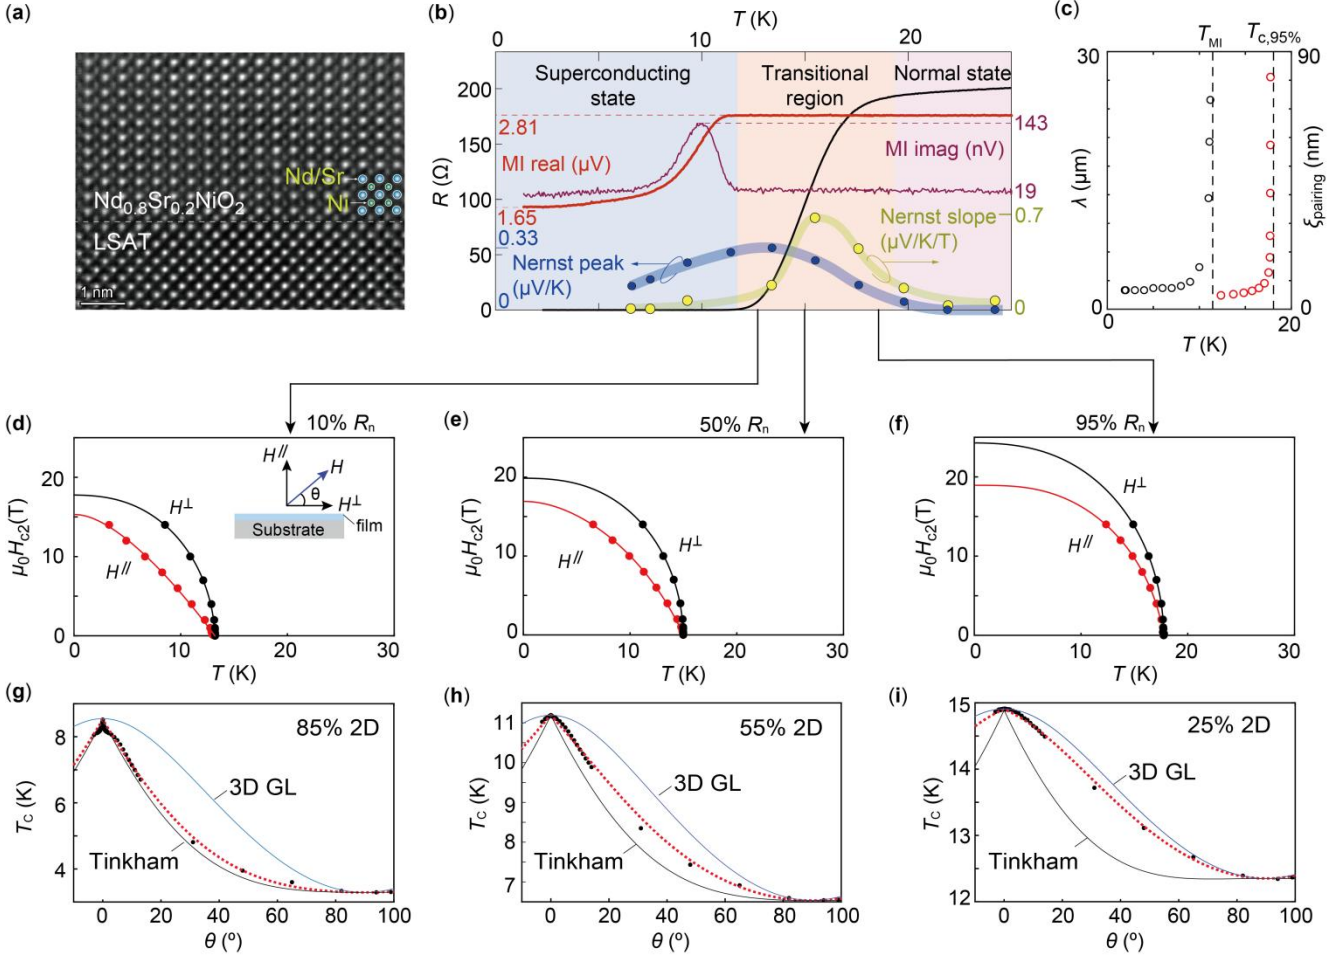 (a)
Nd/Sr
Nd0.8Sr0.2NiO2
Ni
LSAT
1 nm
(b)
T (K)
0 10 20
Superconducting state
Transitional region
Normal state
R (Ω)
200
150
100
50
0
2.81
MI real (µV)
1.65
0.33
Nernst peak (µV/K)
0
143
MI imag (nV)
19
Nernst slope (µV/K/T)
0.7
0
(c)
TMI
Tc,95%
30
λ (µm)
0
90
ξpairing (nm)
0
0 20
T (K)
(d)
10% Rn
H//
H
θ
H⊥
film
Substrate
H⊥
H//
µ0Hc2(T)
20
10
0
0 10 20 30
T (K)
(e)
50% Rn
H⊥
H//
µ0Hc2(T)
20
10
0
0 10 20 30
T (K)
(f)
95% Rn
H⊥
H//
µ0Hc2(T)
20
10
0
0 10 20 30
T (K)
(g)
85% 2D
3D GL
Tinkham
Tc (K)
8
6
4
0 20 40 60 80 100
θ (º)
(h)
55% 2D
3D GL
Tinkham
Tc (K)
11
10
9
8
7
0 20 40 60 80 100
θ (º)
(i)
25% 2D
3D GL
Tinkham
Tc (K)
15
14
13
12
0 20 40 60 80 100
θ (º)